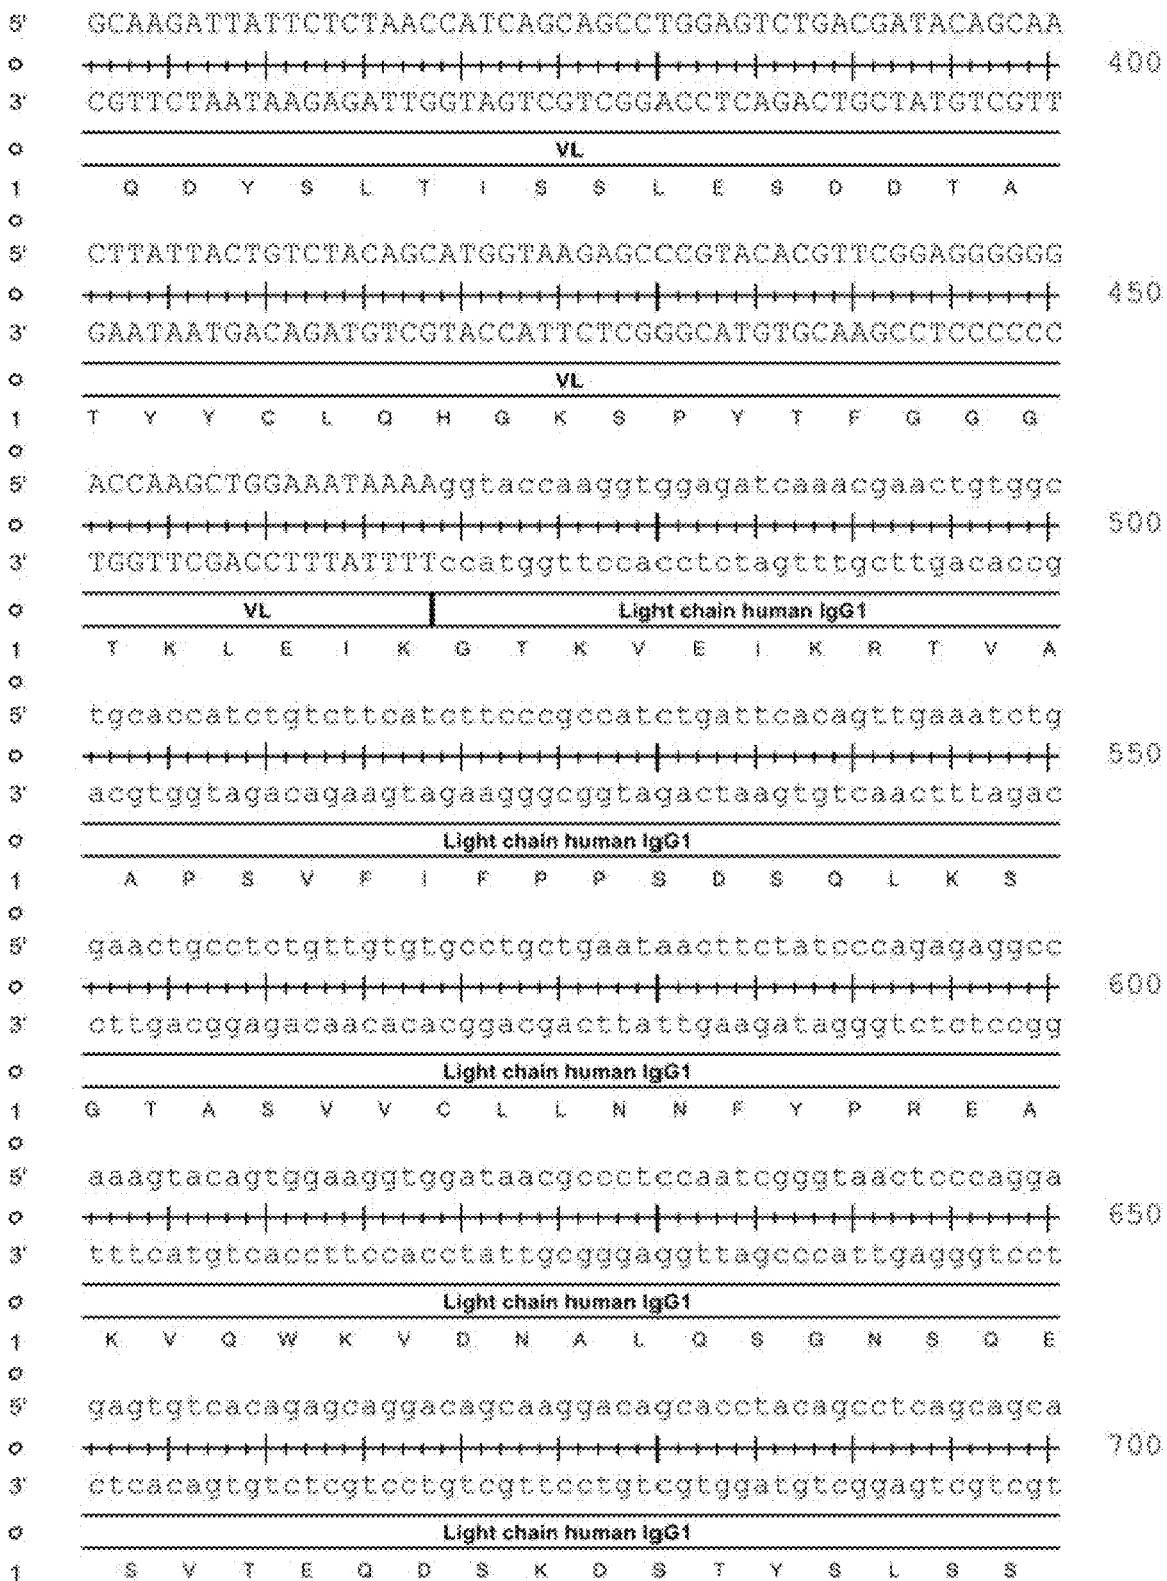 5' GCAAGATTATTCTCTAACCATCAGCAGCCTGGAGTCTGACGATACAGCAA
400
3' CGTTCTAATAAGAGATTGGTAGTCGTCGGACCTCAGACTGCTATGTCGTT
VL
1 Q D Y S L T I S S L E S D D T A
5' CTTATTACTGTCTACAGCATGGTAAGAGCCCGTACACGTTCGGAGGGGGG
450
3' GAATAATGACAGATGTCGTACCATTCTCGGGCATGTGCAAGCCTCCCCCC
VL
1 T Y Y C L Q H G K S P Y T F G G G
5' ACCAAGCTGGAAATAAAAggtaccaaggtggagatcaaacgaactgtggc
500
3' TGGTTCGACCTTTATTTTccatggttccacctctagtttgcttgacaccg
VL Light chain human IgG1
1 T K L E I K G T K V E I K R T V A
5' tgcaccatctgtcttcatcttcccgccatctgattcacagttgaaatctg
550
3' acgtggtagacagaagtagaagggcggtagactaagtgtcaactttagac
Light chain human IgG1
1 A P S V F I F P P S D S Q L K S
5' gaactgcctctgttgtgtgcctgctgaataacttctatcccagagaggcc
600
3' cttgacggagacaacacacggacgacttattgaagatagggtctctccgg
Light chain human IgG1
1 G T A S V V C L L N N F Y P R E A
5' aaagtacagtggaaggtggataacgccctccaatcgggtaactcccagga
650
3' tttcatgtcaccttccacctattgcgggaggttagcccattgagggtcct
Light chain human IgG1
1 K V Q W K V D N A L Q S G N S Q E
5' gagtgtcacagagcaggacagcaaggacagcacctacagcctcagcagca
700
3' ctcacagtgtctcgtcctgtcgttcctgtcgtggatgtcggagtcgtcgt
Light chain human IgG1
1 S V T E Q D S K D S T Y S L S S